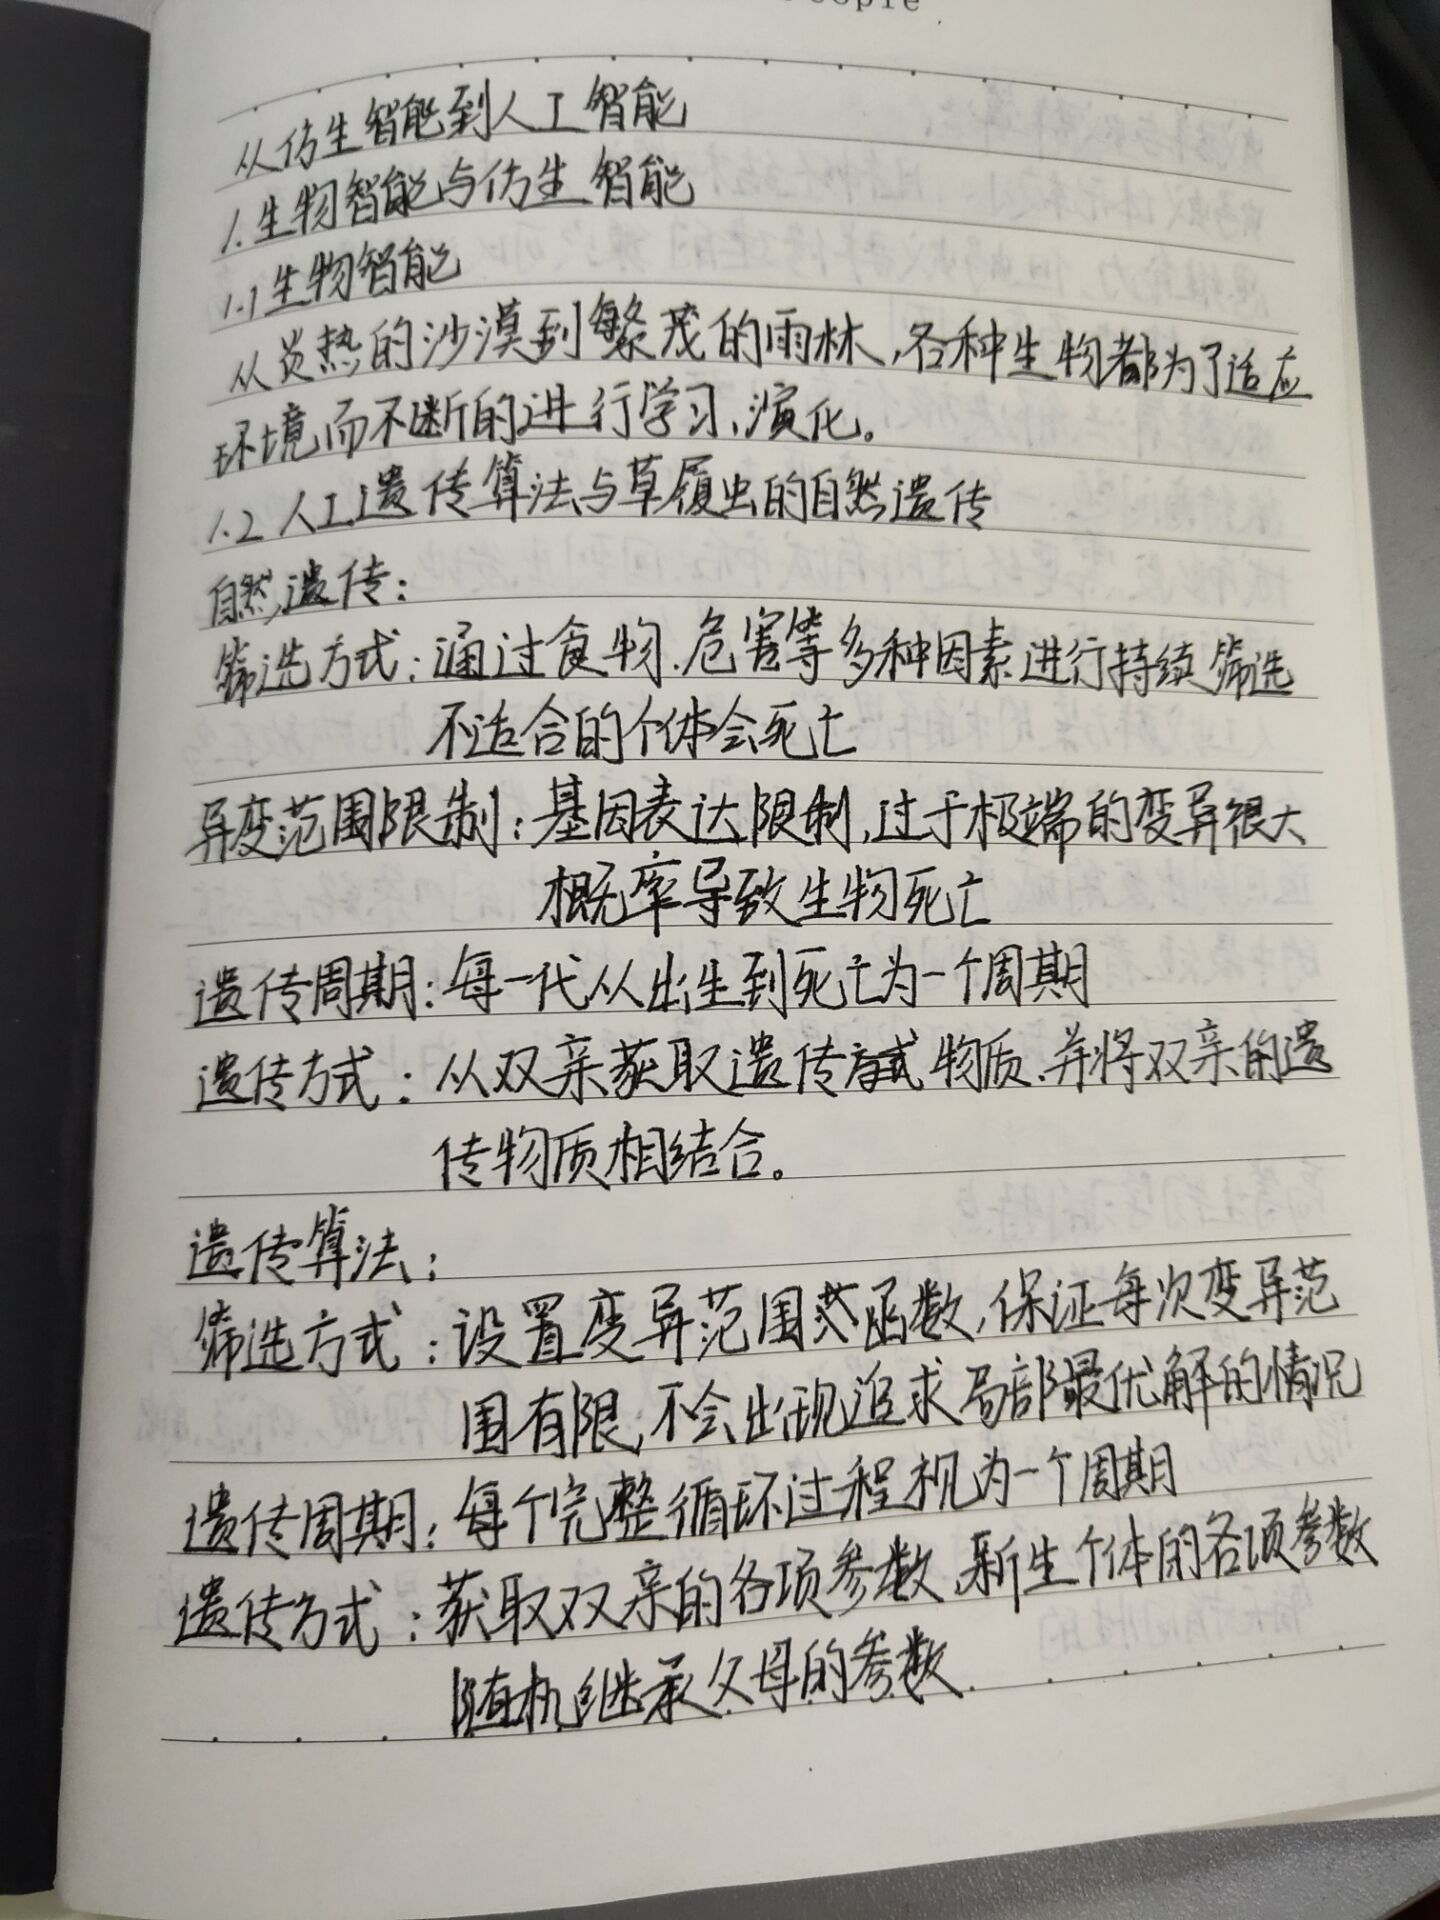 从仿生智能到人工智能
1.生物智能与仿生智能
1.1生物智能
从炎热的沙漠到繁茂的雨林,各种生物都为了适应
环境而不断的进行学习、演化。
1.2人工遗传算法与草履虫的自然遗传
自然遗传:
筛选方式:通过食物、危害等多种因素进行持续筛选
不适合的个体会死亡
异变范围限制:基因表达限制,过于极端的变异很大
概率导致生物死亡
遗传周期:每一代从出生到死亡为一个周期
遗传方式:从双亲获取遗传物质、并将双亲的遗
传物质相结合。
遗传算法:
筛选方式:设置变异范围函数,保证每次变异范
围有限,不会出现追求局部最优解的情况
遗传周期:每个完整循环过程视为一个周期
遗传方式:获取双亲的各项参数,新生个体的各项参数
随机继承父母的参数